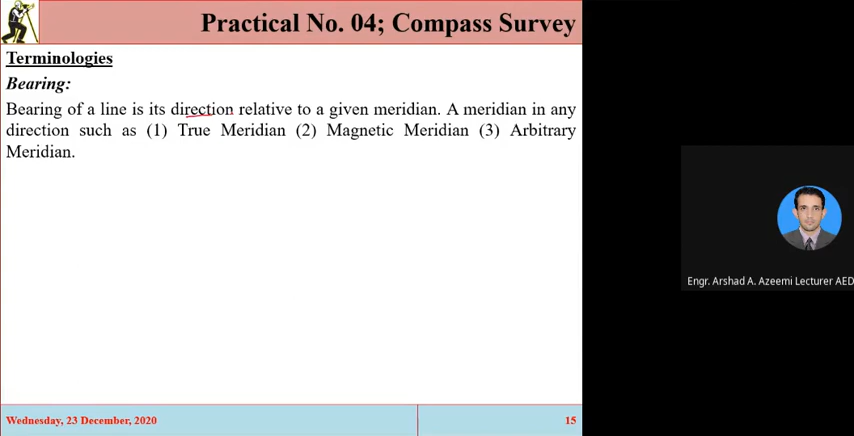 Practical No. 04; Compass Survey
Terminologies
Bearing:
Bearing of a line is its direction relative to a given meridian. A meridian in any
direction such as (1) True Meridian (2) Magnetic Meridian (3) Arbitrary
Meridian.
Engr. Arshad A. Azeemi Lecturer AED
Wednesday, 23 December, 2020
15